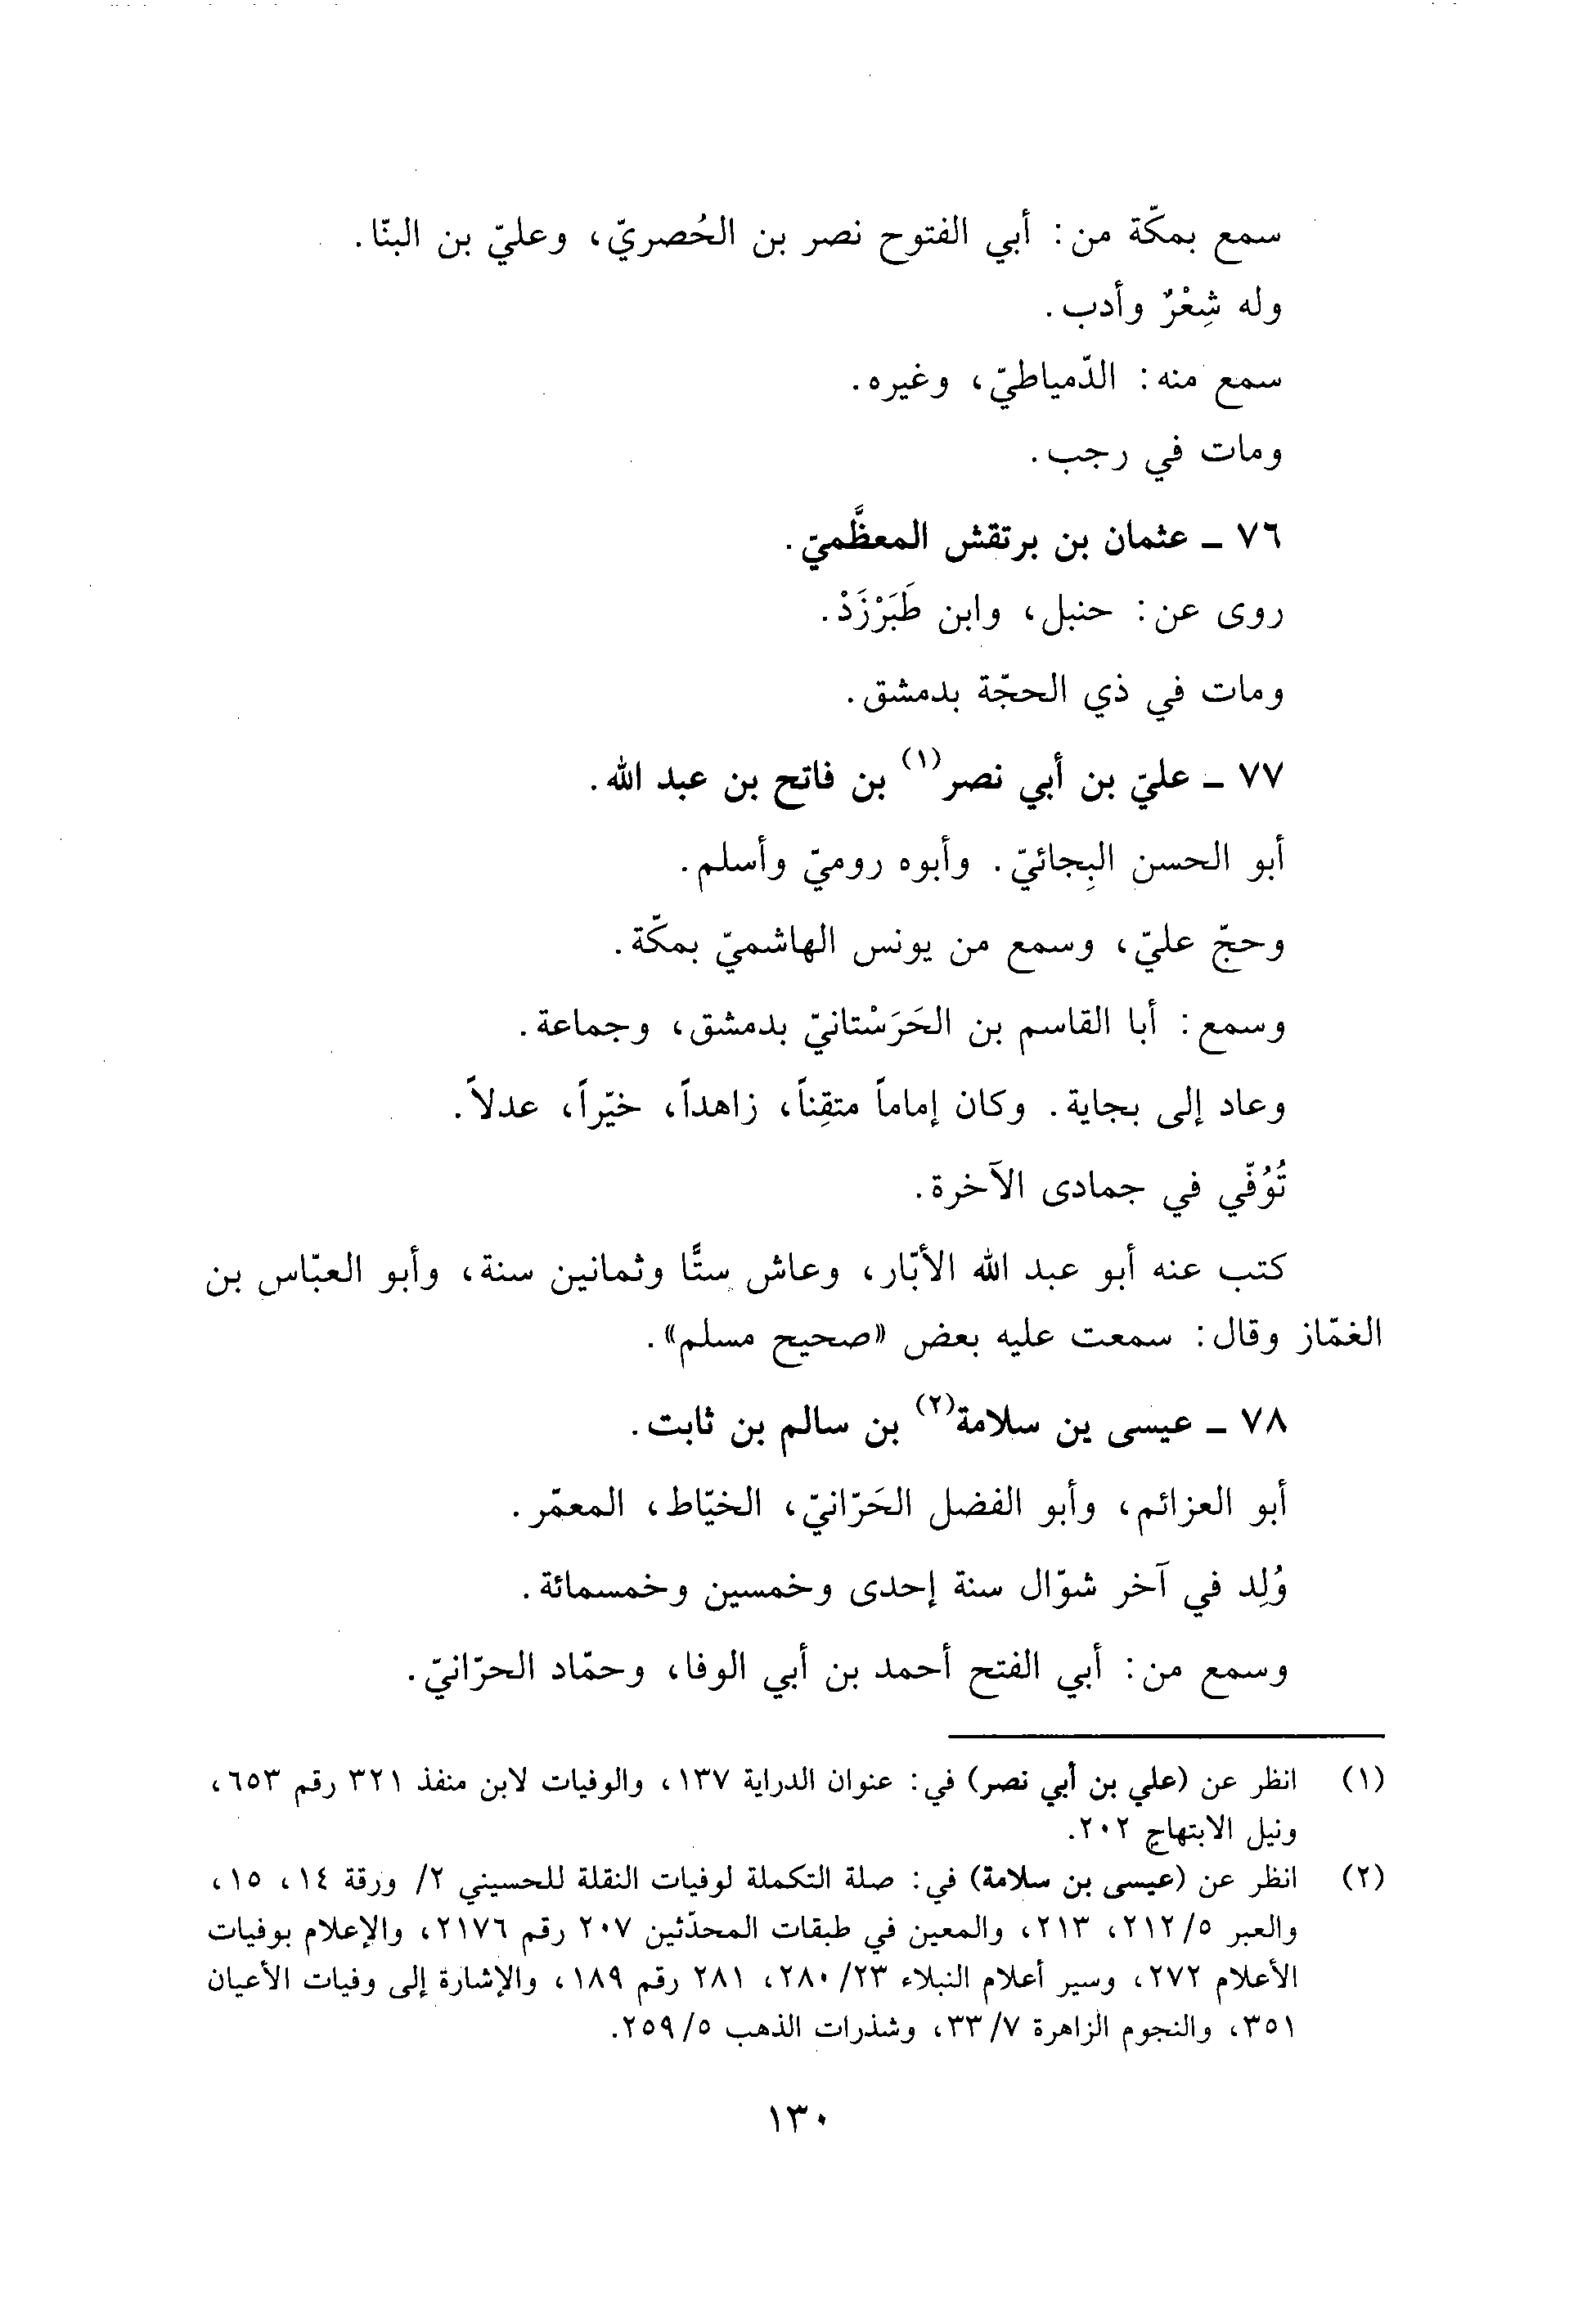 سمع بمكّة من: أبي الفتوح نصر بن الحُصريّ، وعليّ بن البنّا.
وله شِعْرٌ وأدب.
سمع منه: الدّمياطيّ، وغيره.
ومات في رجب.
٧٦ ـ عثمان بن برتقش المعظَّميّ.
روى عن: حنبل، وابن طَبَرْزَدْ.
ومات في ذي الحجّة بدمشق.
٧٧ ـ عليّ بن أبي نصر(١) بن فاتح بن عبد الله.
أبو الحسن البِجائيّ. وأبوه روميّ وأسلم.
وحجّ عليّ، وسمع من يونس الهاشميّ بمكّة.
وسمع: أبا القاسم بن الحَرَسْتانيّ بدمشق، وجماعة.
وعاد إلى بجاية. وكان إماماً متقِناً، زاهداً، خيّراً، عدلاً.
تُوُفّي في جمادى الآخرة.
كتب عنه أبو عبد الله الأبّار، وعاش ستًّا وثمانين سنة، وأبو العبّاس بن
الغمّاز وقال: سمعت عليه بعض «صحيح مسلم».
٧٨ ـ عيسى ين سلامة(٢) بن سالم بن ثابت.
أبو العزائم، وأبو الفضل الحَرّانيّ، الخيّاط، المعمّر.
وُلِد في آخر شوّال سنة إحدى وخمسين وخمسمائة.
وسمع من: أبي الفتح أحمد بن أبي الوفا، وحمّاد الحرّانيّ.
(١) انظر عن (علي بن أبي نصر) في: عنوان الدراية ١٣٧، والوفيات لابن منفذ ٣٢١ رقم ٦٥٣،
ونيل الابتهاج ٢٠٢.
(٢) انظر عن (عيسى بن سلامة) في: صلة التكملة لوفيات النقلة للحسيني ٢/ ورقة ١٤، ١٥،
والعبر ٢١٢/٥، ٢١٣، والمعين في طبقات المحدّثين ٢٠٧ رقم ٢١٧٦، والإعلام بوفيات
الأعلام ٢٧٢، وسير أعلام النبلاء ٢٨٠/٢٣، ٢٨١ رقم ١٨٩، والإشارة إلى وفيات الأعيان
٣٥١، والنجوم الزاهرة ٣٣/٧، وشذرات الذهب ٢٥٩/٥.
١٣٠